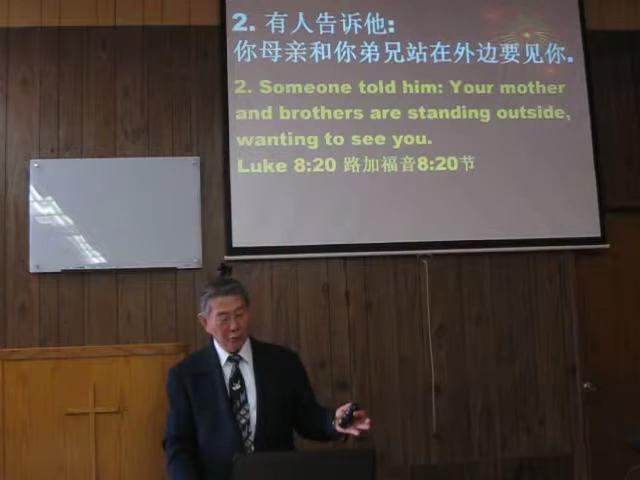 2. 有人告诉他:
你母亲和你弟兄站在外边要见你.
2. Someone told him: Your mother
and brothers are standing outside,
wanting to see you.
Luke 8:20 路加福音8:20节